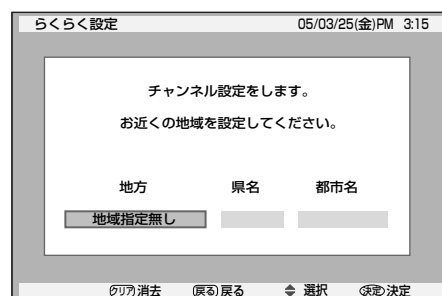 らくらく設定 05/03/25(金)PM 3:15
チャンネル設定をします。
お近くの地域を設定してください。
地方 県名 都市名
地域指定無し
クリア 消去 戻る 戻る 選択 決定 決定